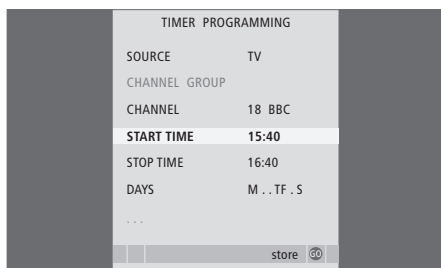 TIMER PROGRAMMING
SOURCE TV
CHANNEL GROUP
CHANNEL 18 BBC
START TIME 15:40
STOP TIME 16:40
DAYS M . . TF . S
. . .
store GO